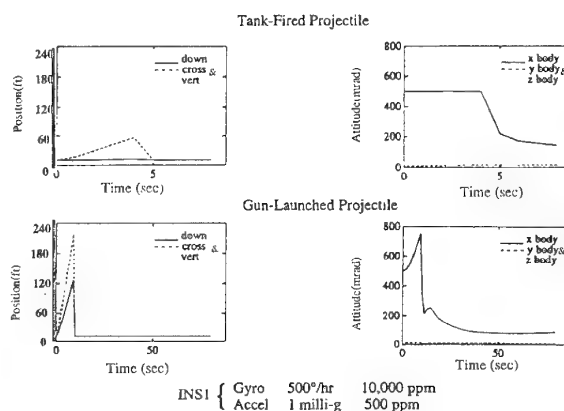 Tank-Fired Projectile
Position(ft)
240
180
120
60
0
0
5
Time (sec)
down
cross &
vert
Attitude(mrad)
800
600
400
200
0
5
Time (sec)
x body
y body&
z body
Gun-Launched Projectile
Position(ft)
240
180
120
60
0
0
50
Time (sec)
down
cross &
vert
Attitude(mrad)
800
600
400
200
0
0
50
Time (sec)
x body
y body&
z body
INS1 { Gyro 500°/hr 10,000 ppm
Accel 1 milli-g 500 ppm